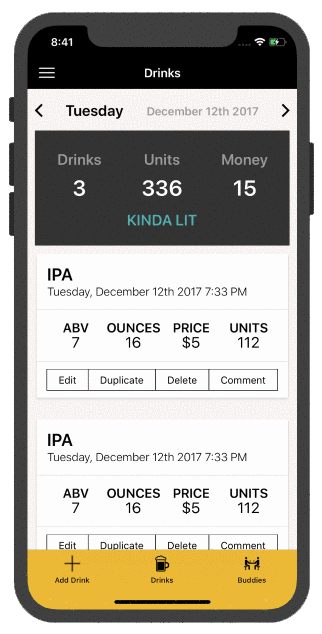 8:41
Drinks
Tuesday December 12th 2017
Drinks Units Money
3 336 15
KINDA LIT
IPA
Tuesday, December 12th 2017 7:33 PM
ABV OUNCES PRICE UNITS
7 16 $5 112
Edit Duplicate Delete Comment
IPA
Tuesday, December 12th 2017 7:33 PM
ABV OUNCES PRICE UNITS
7 16 $5 112
Edit Duplicate Delete Comment
Add Drink Drinks Buddies